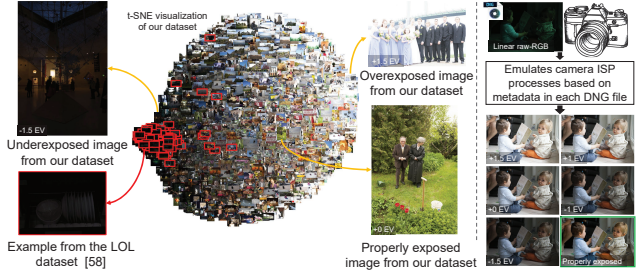 t-SNE visualization
of our dataset
-1.5 EV
Underexposed image
from our dataset
Example from the LOL
dataset [58]
+1.5 EV
Overexposed image
from our dataset
+0 EV
Properly exposed
image from our dataset
Linear raw-RGB
Emulates camera ISP
processes based on
metadata in each DNG file
+1.5 EV
+1 EV
+0 EV
-1 EV
-1.5 EV
Properly exposed